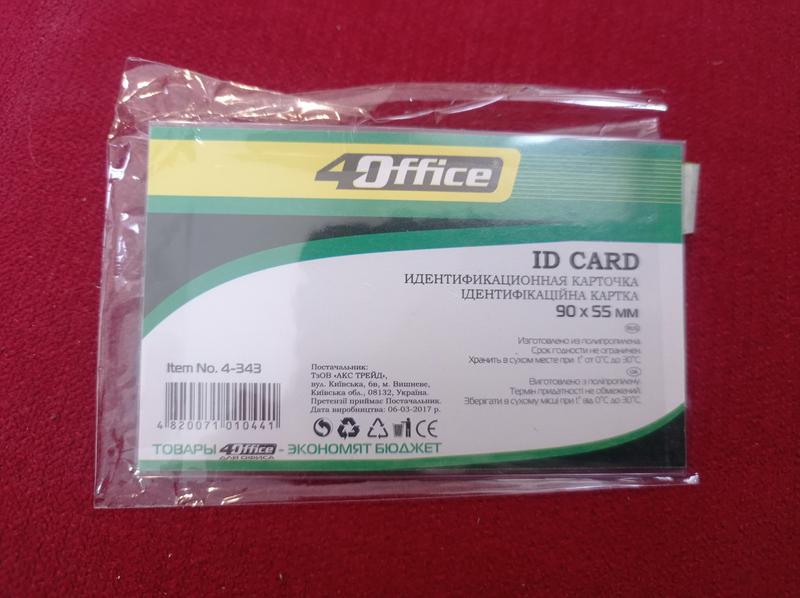 4Office
ID CARD
ИДЕНТИФИКАЦИОННАЯ КАРТОЧКА
ІДЕНТИФІКАЦІЙНА КАРТКА
90 x 55 мм
RUS
Изготовлено из полипропилена.
Срок годности не ограничен.
Хранить в сухом месте при t° от 0°С до 30°С
UK
Виготовлено з поліпропілену.
Термін придатності не обмежений.
Зберігати в сухому місці при t° від 0°С до 30°С
Item No. 4-343
4 820071 010441
Постачальник:
ТзОВ «АКС ТРЕЙД»,
вул. Київська, 6в, м. Вишневе,
Київська обл., 08132, Україна.
Претензії приймає Постачальник.
Дата виробництва: 06-03-2017 р.
CE
ТОВАРЫ 4Office - ЭКОНОМЯТ БЮДЖЕТ
ДЛЯ ОФИСА